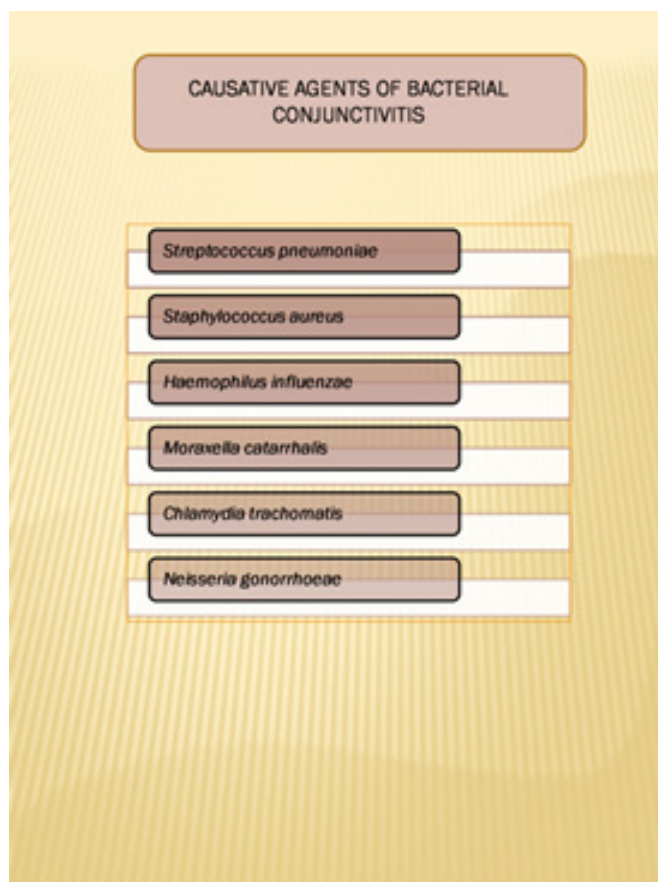 CAUSATIVE AGENTS OF BACTERIAL
CONJUNCTIVITIS
Streptococcus pneumoniae
Staphylococcus aureus
Haemophilus influenzae
Moraxella catarrhalis
Chlamydia trachomatis
Neisseria gonorrhoeae